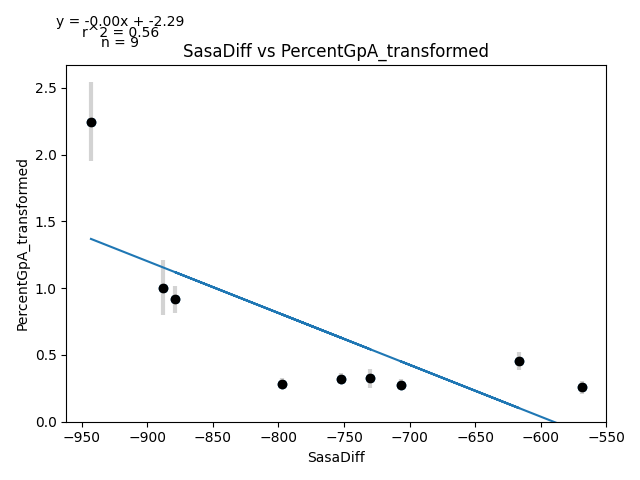 y = -0.00x + -2.29
r^2 = 0.56
n = 9
SasaDiff vs PercentGpA_transformed
PercentGpA_transformed
2.5
2.0
1.5
1.0
0.5
0.0
−950 −900 −850 −800 −750 −700 −650 −600 −550
SasaDiff